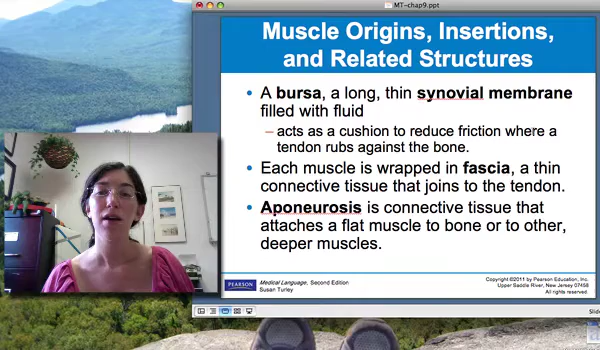 MT-chap9.ppt
Muscle Origins, Insertions,
and Related Structures
• A bursa, a long, thin synovial membrane
filled with fluid
– acts as a cushion to reduce friction where a
tendon rubs against the bone.
• Each muscle is wrapped in fascia, a thin
connective tissue that joins to the tendon.
• Aponeurosis is connective tissue that
attaches a flat muscle to bone or to other,
deeper muscles.
PEARSON
Medical Language, Second Edition
Susan Turley
Copyright ©2011 by Pearson Education, Inc.
Upper Saddle River, New Jersey 07458
All rights reserved.